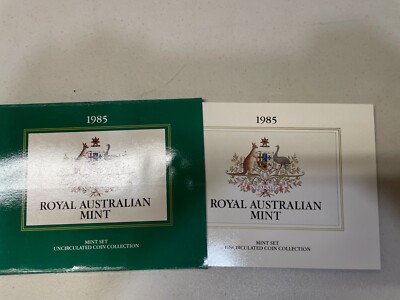 1985
ROYAL AUSTRALIAN
MINT
MINT SET
UNCIRCULATED COIN COLLECTION
1985
ROYAL AUSTRALIAN
MINT
MINT SET
UNCIRCULATED COIN COLLECTION